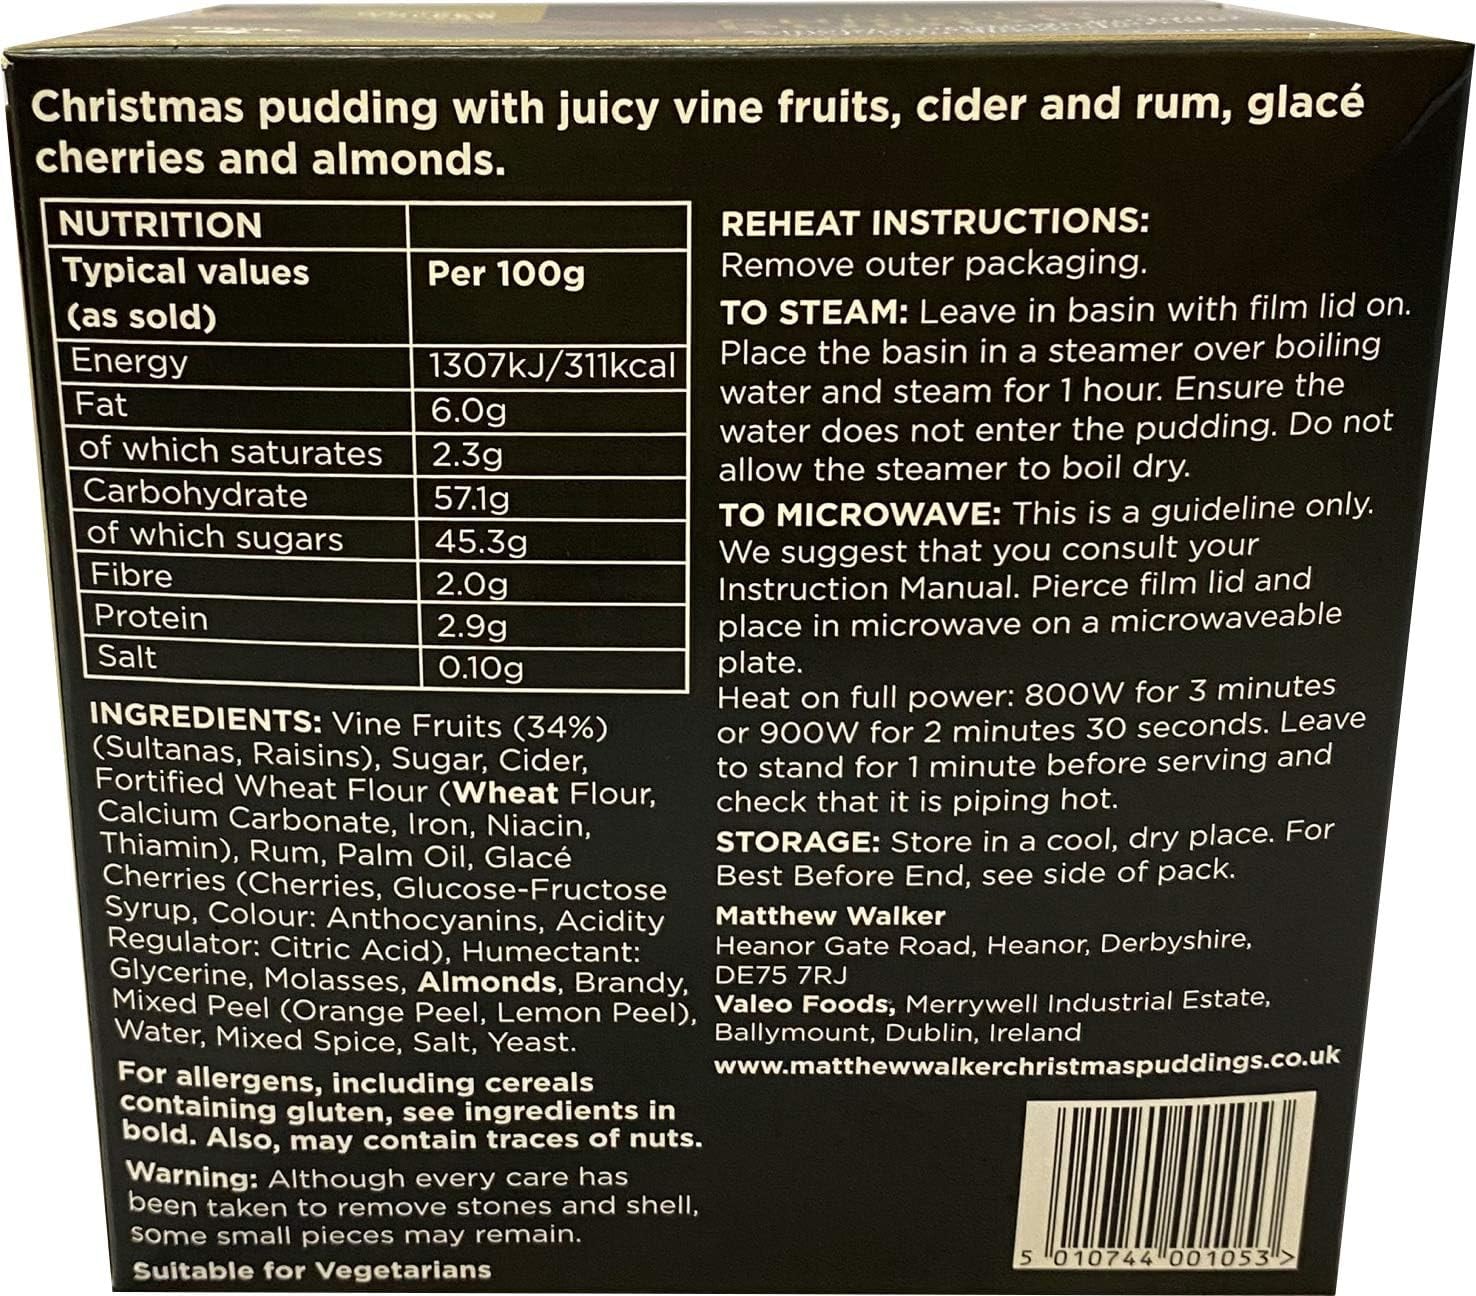 Christmas pudding with juicy vine fruits, cider and rum, glacé
cherries and almonds.
NUTRITION
Typical values Per 100g
(as sold)
Energy 1307kJ/311kcal
Fat 6.0g
of which saturates 2.3g
Carbohydrate 57.1g
of which sugars 45.3g
Fibre 2.0g
Protein 2.9g
Salt 0.10g
INGREDIENTS: Vine Fruits (34%)
(Sultanas, Raisins), Sugar, Cider,
Fortified Wheat Flour (Wheat Flour,
Calcium Carbonate, Iron, Niacin,
Thiamin), Rum, Palm Oil, Glacé
Cherries (Cherries, Glucose-Fructose
Syrup, Colour: Anthocyanins, Acidity
Regulator: Citric Acid), Humectant:
Glycerine, Molasses, Almonds, Brandy,
Mixed Peel (Orange Peel, Lemon Peel),
Water, Mixed Spice, Salt, Yeast.
For allergens, including cereals
containing gluten, see ingredients in
bold. Also, may contain traces of nuts.
Warning: Although every care has
been taken to remove stones and shell,
some small pieces may remain.
Suitable for Vegetarians
REHEAT INSTRUCTIONS:
Remove outer packaging.
TO STEAM: Leave in basin with film lid on.
Place the basin in a steamer over boiling
water and steam for 1 hour. Ensure the
water does not enter the pudding. Do not
allow the steamer to boil dry.
TO MICROWAVE: This is a guideline only.
We suggest that you consult your
Instruction Manual. Pierce film lid and
place in microwave on a microwaveable
plate.
Heat on full power: 800W for 3 minutes
or 900W for 2 minutes 30 seconds. Leave
to stand for 1 minute before serving and
check that it is piping hot.
STORAGE: Store in a cool, dry place. For
Best Before End, see side of pack.
Matthew Walker
Heanor Gate Road, Heanor, Derbyshire,
DE75 7RJ
Valeo Foods, Merrywell Industrial Estate,
Ballymount, Dublin, Ireland
www.matthewwalkerchristmaspuddings.co.uk
5 010744 001053 >